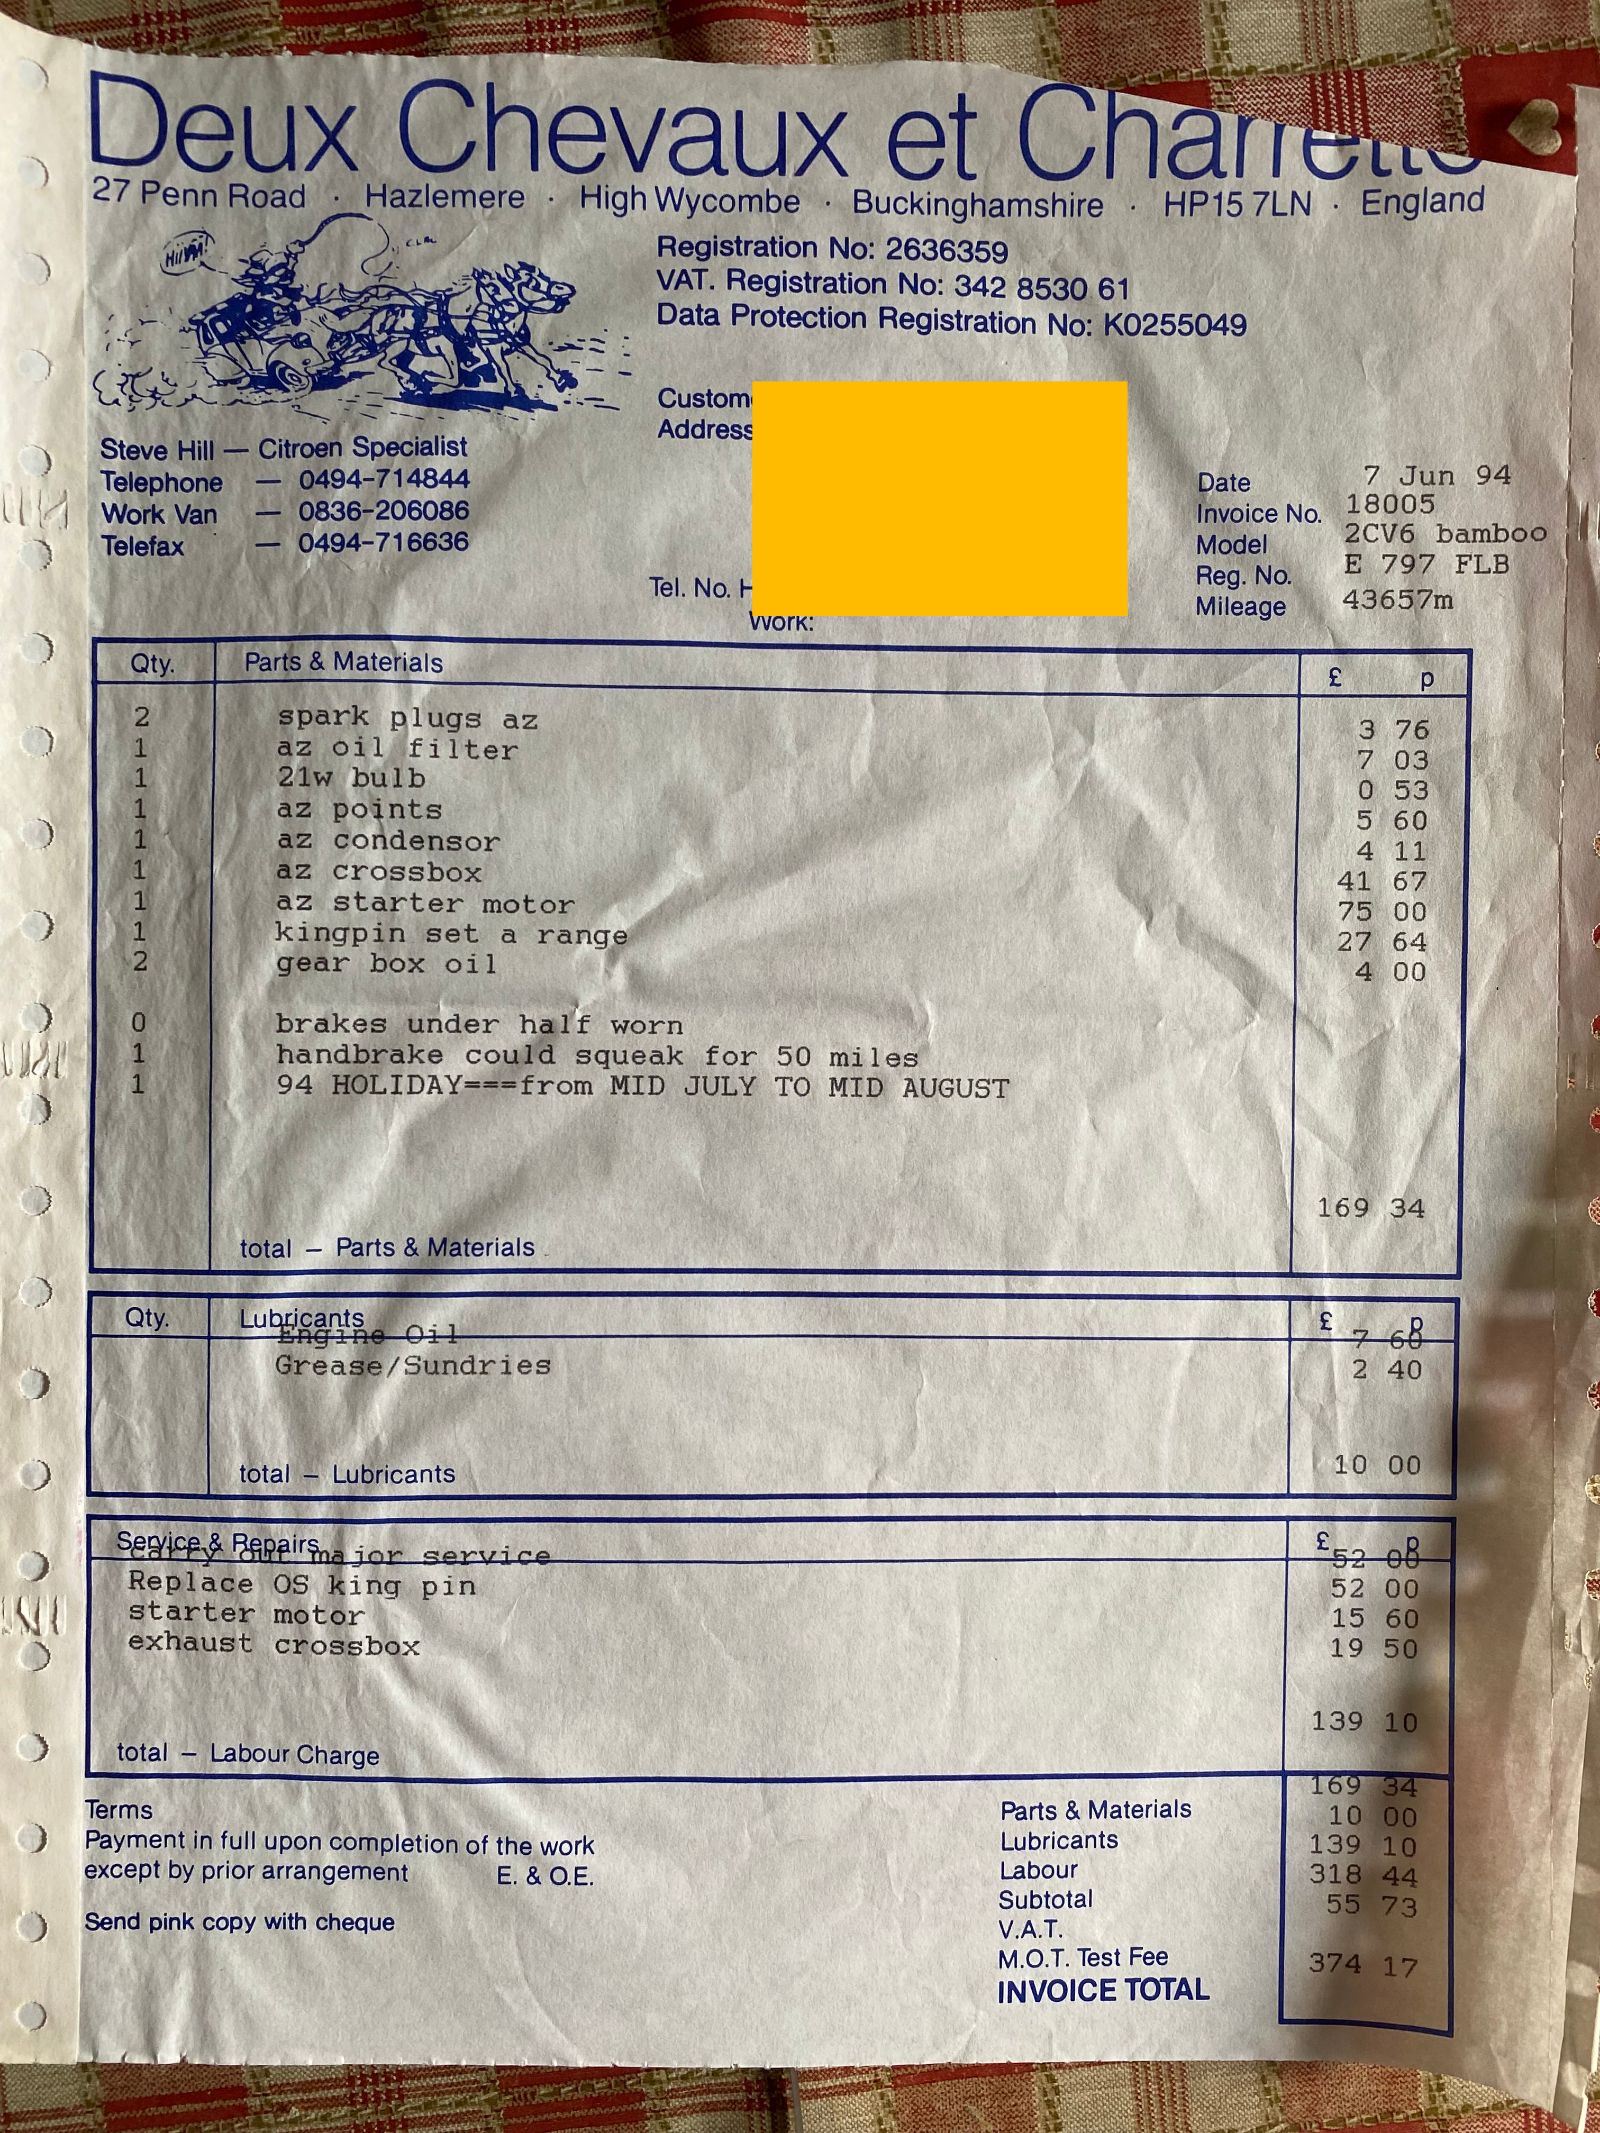 Deux Chevaux et Charrette
27 Penn Road · Hazlemere · High Wycombe · Buckinghamshire · HP15 7LN · England
Registration No: 2636359
VAT. Registration No: 342 8530 61
Data Protection Registration No: K0255049
Steve Hill — Citroen Specialist
Telephone — 0494-714844
Work Van — 0836-206086
Telefax — 0494-716636
Custom
Address
Tel. No. H
Work:
Date 7 Jun 94
Invoice No. 18005
Model 2CV6 bamboo
Reg. No. E 797 FLB
Mileage 43657m
Qty. Parts & Materials £ p
2 spark plugs az 3 76
1 az oil filter 7 03
1 21w bulb 0 53
1 az points 5 60
1 az condensor 4 11
1 az crossbox 41 67
1 az starter motor 75 00
1 kingpin set a range 27 64
2 gear box oil 4 00
0 brakes under half worn
1 handbrake could squeak for 50 miles
1 94 HOLIDAY===from MID JULY TO MID AUGUST
169 34
total – Parts & Materials
Qty. Lubricants £ p
Engine Oil 7 60
Grease/Sundries 2 40
total – Lubricants 10 00
Service & Repairs £ p
carry out major service 52 00
Replace OS king pin 52 00
starter motor 15 60
exhaust crossbox 19 50
139 10
total – Labour Charge
Terms
Payment in full upon completion of the work
except by prior arrangement E. & O.E.
Send pink copy with cheque
169 34
Parts & Materials 10 00
Lubricants 139 10
Labour 318 44
Subtotal 55 73
V.A.T.
M.O.T. Test Fee 374 17
INVOICE TOTAL